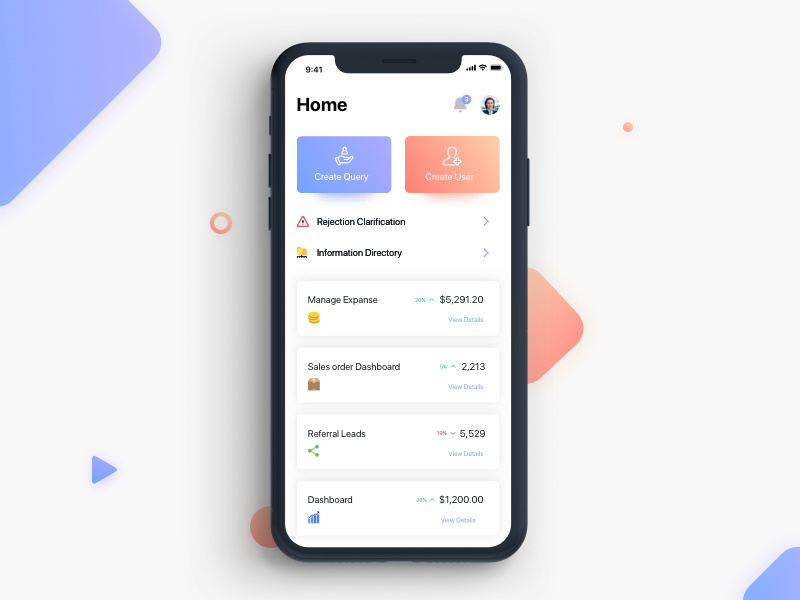 9:41
Home
3
Create Query
Create User
Rejection Clarification
Information Directory
Manage Expanse
20%
$5,291.20
View Details
Sales order Dashboard
5%
2,213
View Details
Referral Leads
19%
5,529
View Details
Dashboard
20%
$1,200.00
View Details